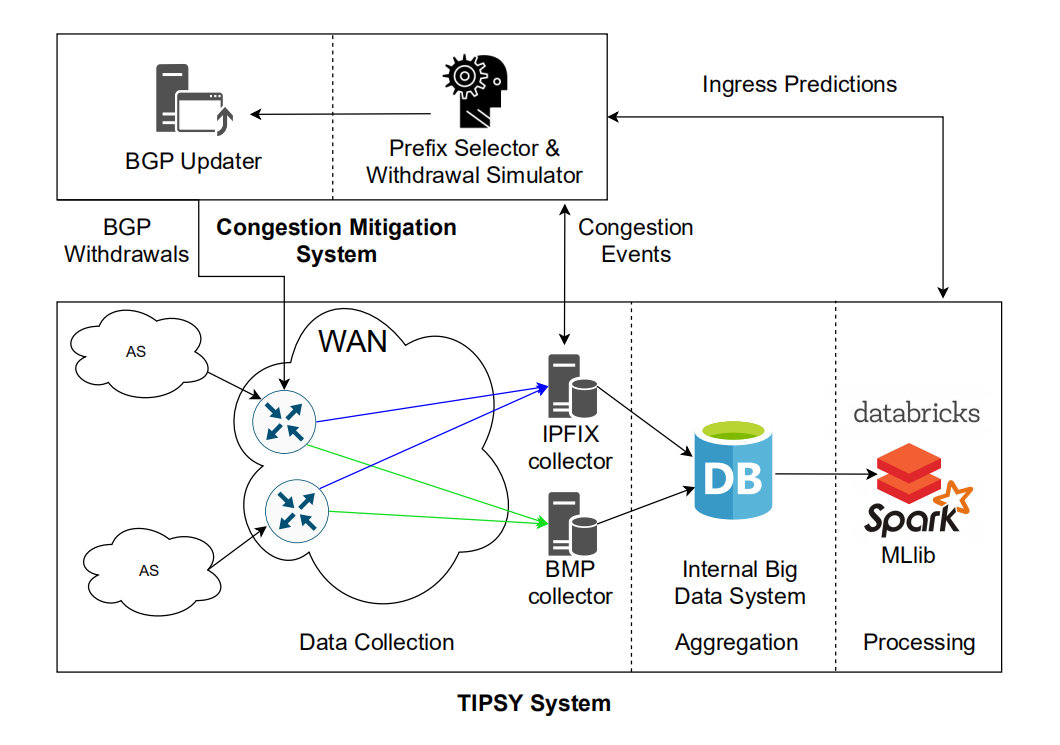 Ingress Predictions
BGP Updater
Prefix Selector &
Withdrawal Simulator
BGP
Withdrawals
Congestion Mitigation
System
Congestion
Events
AS
WAN
databricks
IPFIX
collector
DB
Spark
MLlib
AS
BMP
collector
Internal Big
Data System
Data Collection
Aggregation
Processing
TIPSY System